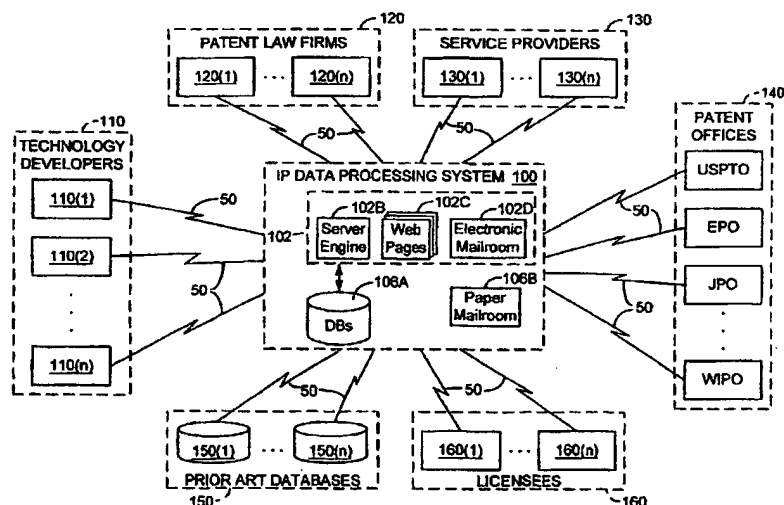 120
130
PATENT LAW FIRMS
SERVICE PROVIDERS
120(1) ... 120(n)
130(1) ... 130(n)
140
PATENT OFFICES
110
50
50
TECHNOLOGY DEVELOPERS
USPTO
110(1)
50
IP DATA PROCESSING SYSTEM 100
50
102B
102C
102D
102
Server Engine
Web Pages
Electronic Mailroom
EPO
110(2)
50
106A
106B
JPO
50
DBs
Paper Mailroom
110(n)
WIPO
50
50
150(1) ... 150(n)
160(1) ... 160(n)
PRIOR ART DATABASES
LICENSEES
150
160